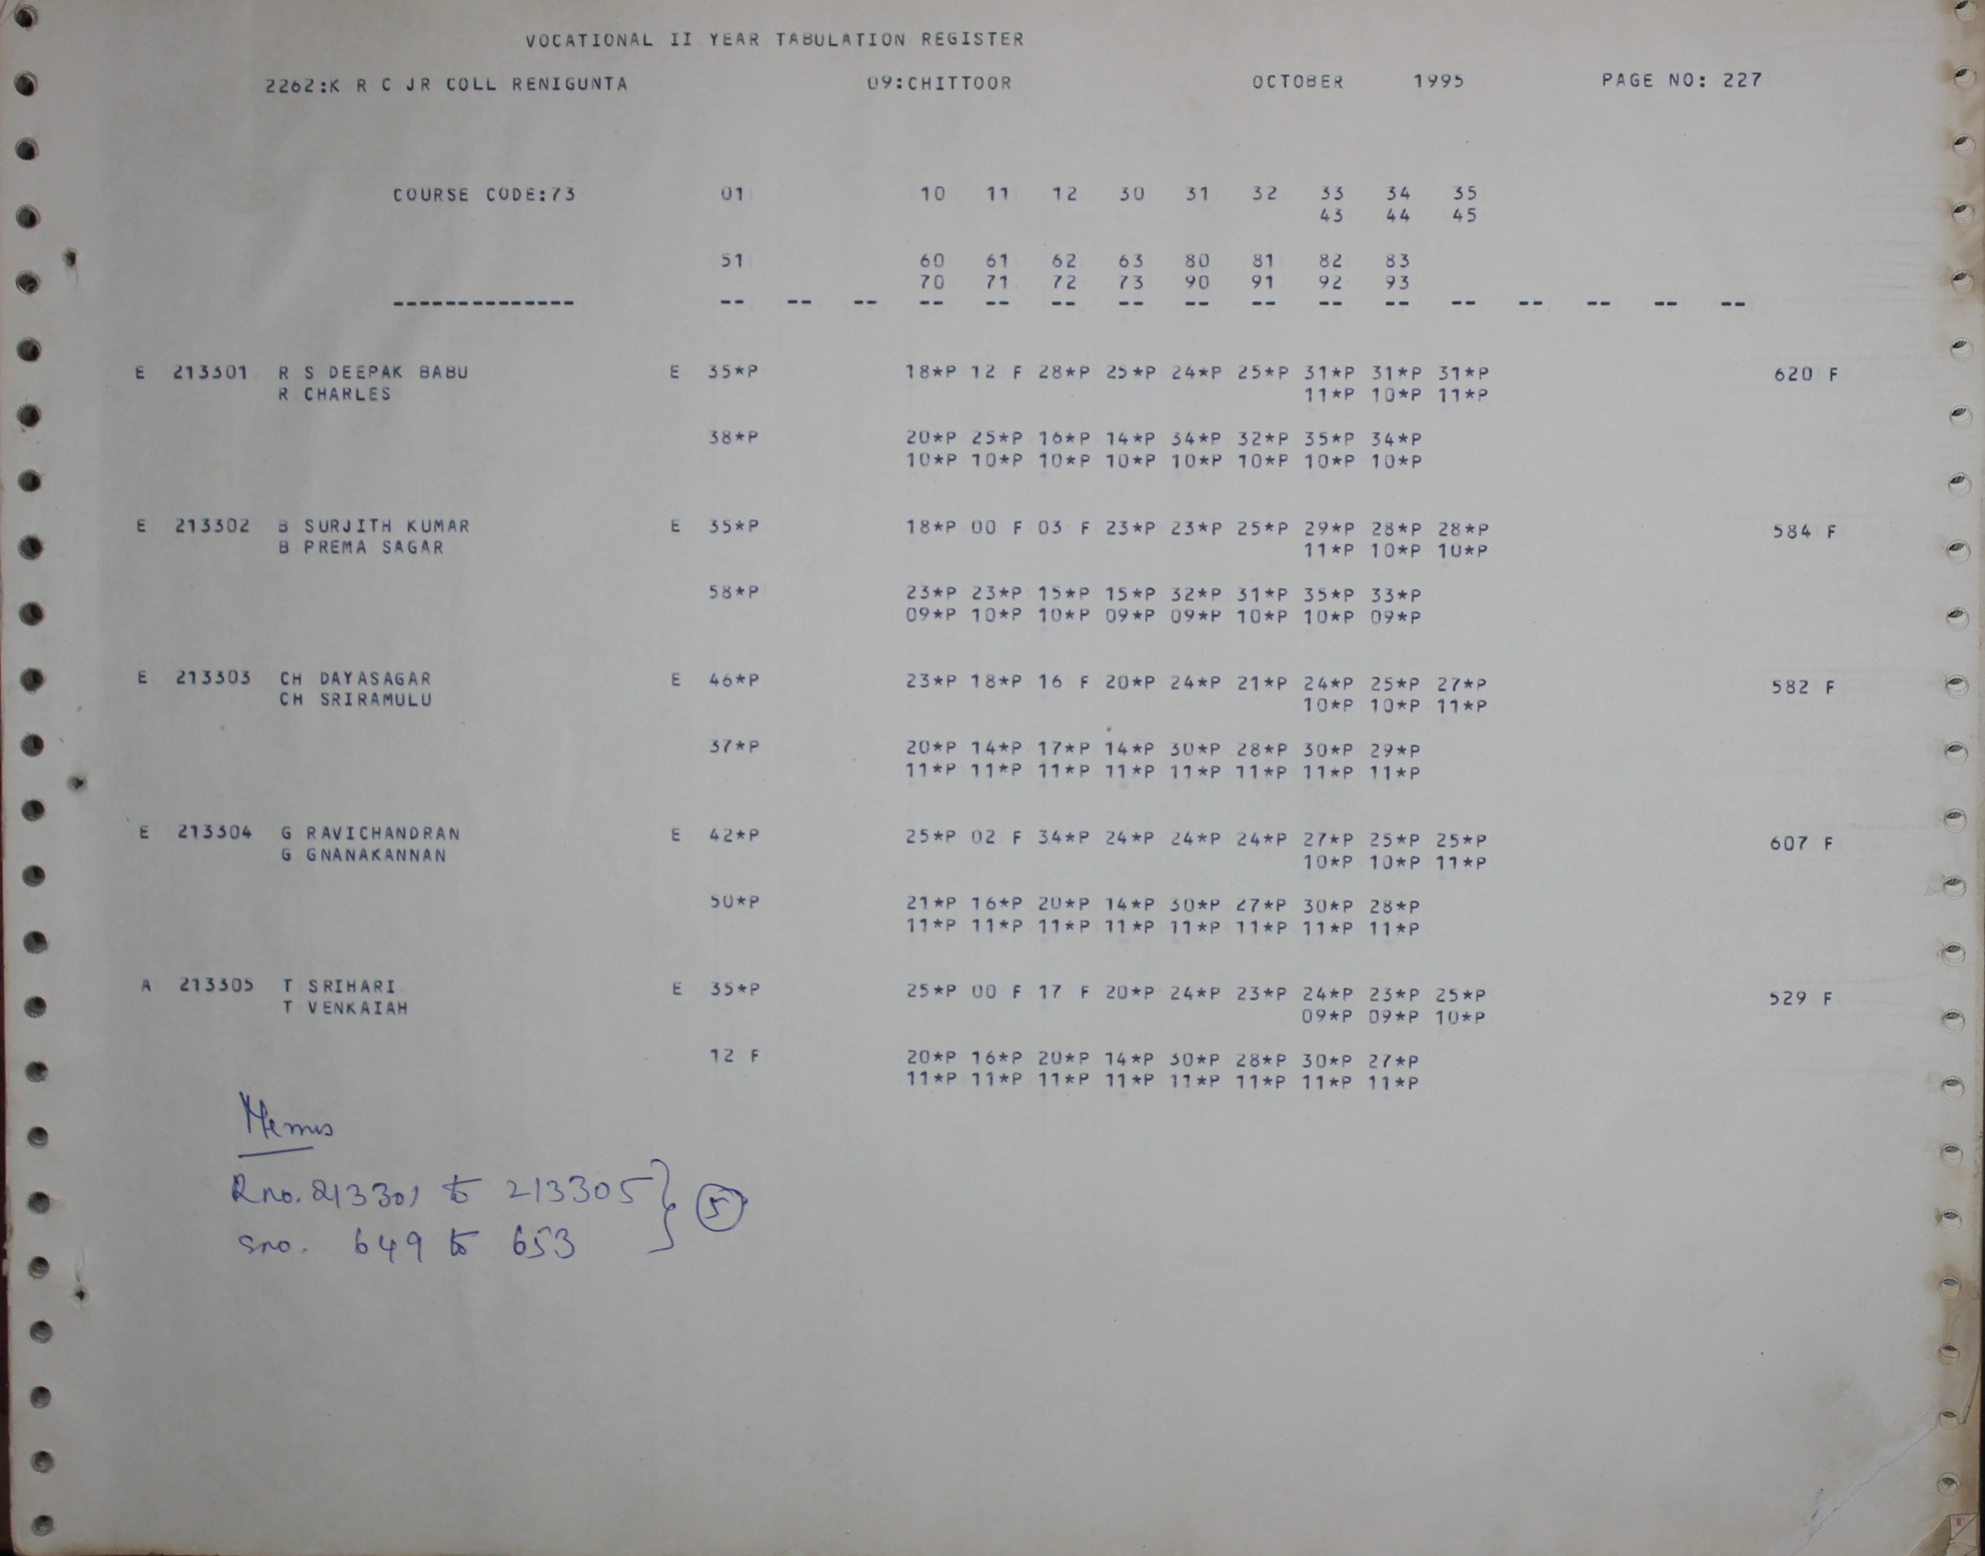 VOCATIONAL II YEAR TABULATION REGISTER
2262:K R C JR COLL RENIGUNTA 09:CHITTOOR OCTOBER 1995 PAGE NO: 227
COURSE CODE:73 01 10 11 12 30 31 32 33 34 35
43 44 45
51 60 61 62 63 80 81 82 83
70 71 72 73 90 91 92 93
-------------- -- -- -- -- -- -- -- -- -- -- -- -- -- -- -- --
E 213301 R S DEEPAK BABU E 35*P 18*P 12 F 28*P 25*P 24*P 25*P 31*P 31*P 31*P 620 F
R CHARLES 11*P 10*P 11*P
38*P 20*P 25*P 16*P 14*P 34*P 32*P 35*P 34*P
10*P 10*P 10*P 10*P 10*P 10*P 10*P 10*P
E 213302 B SURJITH KUMAR E 35*P 18*P 00 F 03 F 23*P 23*P 25*P 29*P 28*P 28*P 584 F
B PREMA SAGAR 11*P 10*P 10*P
58*P 23*P 23*P 15*P 15*P 32*P 31*P 35*P 33*P
09*P 10*P 10*P 09*P 09*P 10*P 10*P 09*P
E 213303 CH DAYASAGAR E 46*P 23*P 18*P 16 F 20*P 24*P 21*P 24*P 25*P 27*P 582 F
CH SRIRAMULU 10*P 10*P 11*P
37*P 20*P 14*P 17*P 14*P 30*P 28*P 30*P 29*P
11*P 11*P 11*P 11*P 11*P 11*P 11*P 11*P
E 213304 G RAVICHANDRAN E 42*P 25*P 02 F 34*P 24*P 24*P 24*P 27*P 25*P 25*P 607 F
G GNANAKANNAN 10*P 10*P 11*P
50*P 21*P 16*P 20*P 14*P 30*P 27*P 30*P 28*P
11*P 11*P 11*P 11*P 11*P 11*P 11*P 11*P
A 213305 T SRIHARI E 35*P 25*P 00 F 17 F 20*P 24*P 23*P 24*P 23*P 25*P 529 F
T VENKAIAH 09*P 09*P 10*P
12 F 20*P 16*P 20*P 14*P 30*P 28*P 30*P 27*P
11*P 11*P 11*P 11*P 11*P 11*P 11*P 11*P
Memos
Rno. 213301 to 213305 } 5
Sno. 649 to 653